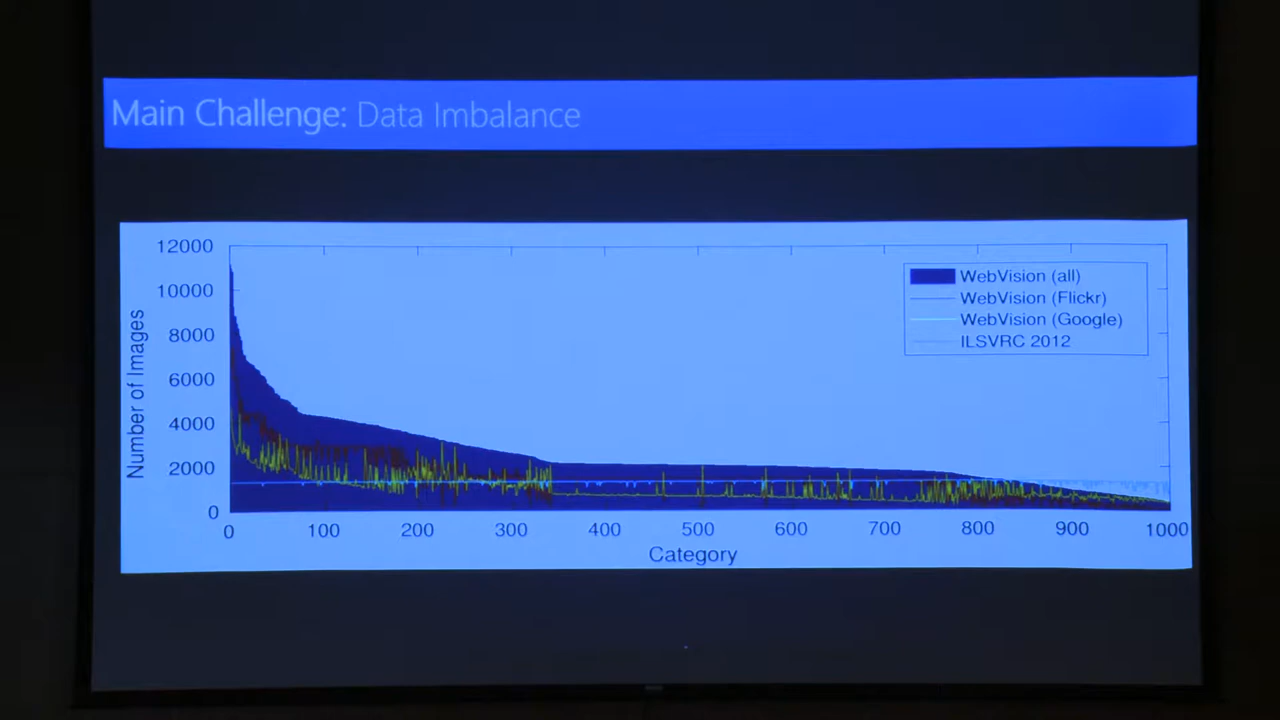 Main Challenge: Data Imbalance
12000
10000
8000
6000
4000
2000
0
Number of Images
WebVision (all)
WebVision (Flickr)
WebVision (Google)
ILSVRC 2012
0 100 200 300 400 500 600 700 800 900 1000
Category